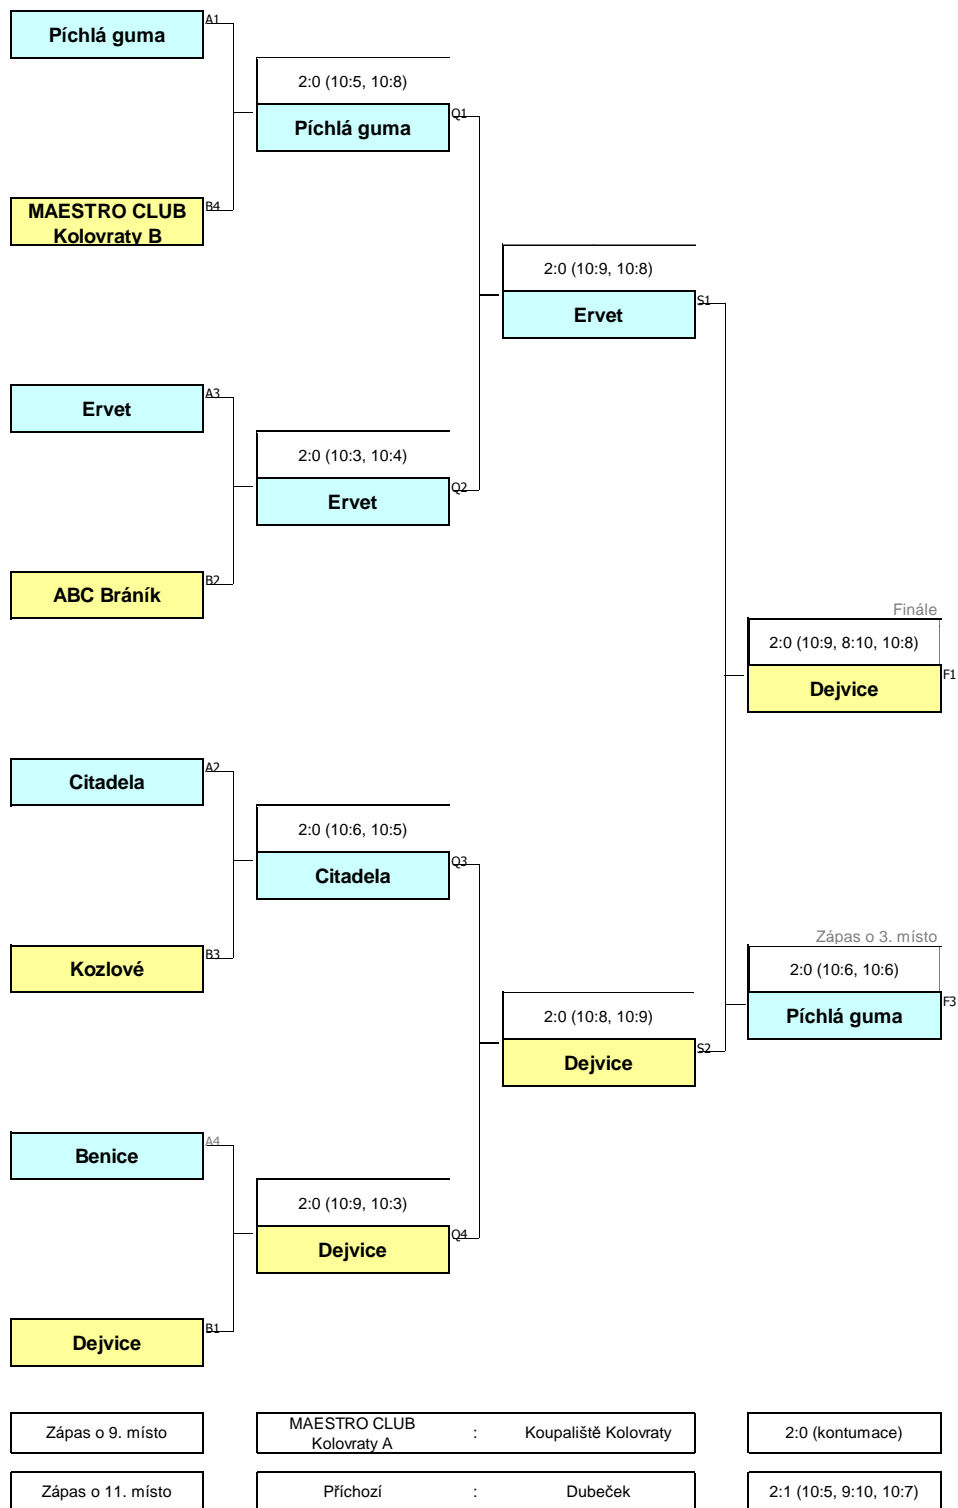 Píchlá guma
A1
2:0 (10:5, 10:8)
Píchlá guma
Q1
MAESTRO CLUB
Kolovraty B
B4
2:0 (10:9, 10:8)
Ervet
S1
Ervet
A3
2:0 (10:3, 10:4)
Ervet
Q2
ABC Bráník
B2
Finále
2:0 (10:9, 8:10, 10:8)
Dejvice
F1
Citadela
A2
2:0 (10:6, 10:5)
Citadela
Q3
Kozlové
B3
Zápas o 3. místo
2:0 (10:6, 10:6)
Píchlá guma
F3
2:0 (10:8, 10:9)
Dejvice
S2
Benice
A4
2:0 (10:9, 10:3)
Dejvice
Q4
Dejvice
B1
Zápas o 9. místo
MAESTRO CLUB
Kolovraty A
:
Koupaliště Kolovraty
2:0 (kontumace)
Zápas o 11. místo
Příchozí
:
Dubeček
2:1 (10:5, 9:10, 10:7)